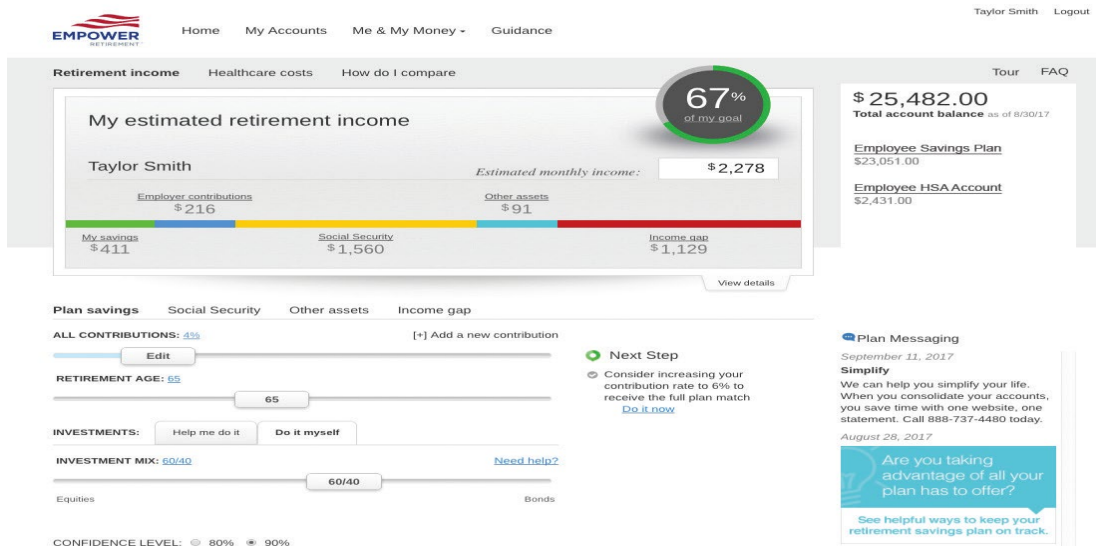 Taylor Smith Logout
EMPOWER
RETIREMENT
Home My Accounts Me & My Money Guidance
Retirement income Healthcare costs How do I compare
Tour FAQ
67%
of my goal
My estimated retirement income
Taylor Smith
Estimated monthly income: $2,278
Employer contributions
$216
Other assets
$91
My savings
$411
Social Security
$1,560
Income gap
$1,129
View details
$25,482.00
Total account balance as of 8/30/17
Employee Savings Plan
$23,051.00
Employee HSA Account
$2,431.00
Plan savings Social Security Other assets Income gap
ALL CONTRIBUTIONS: 4% [+] Add a new contribution
Edit
RETIREMENT AGE: 65
65
INVESTMENTS: Help me do it Do it myself
INVESTMENT MIX: 60/40 Need help?
60/40
Equities Bonds
CONFIDENCE LEVEL: 80% 90%
Next Step
Consider increasing your
contribution rate to 6% to
receive the full plan match
Do it now
Plan Messaging
September 11, 2017
Simplify
We can help you simplify your life.
When you consolidate your accounts,
you save time with one website, one
statement. Call 888-737-4480 today.
August 28, 2017
Are you taking
advantage of all your
plan has to offer?
See helpful ways to keep your
retirement savings plan on track.